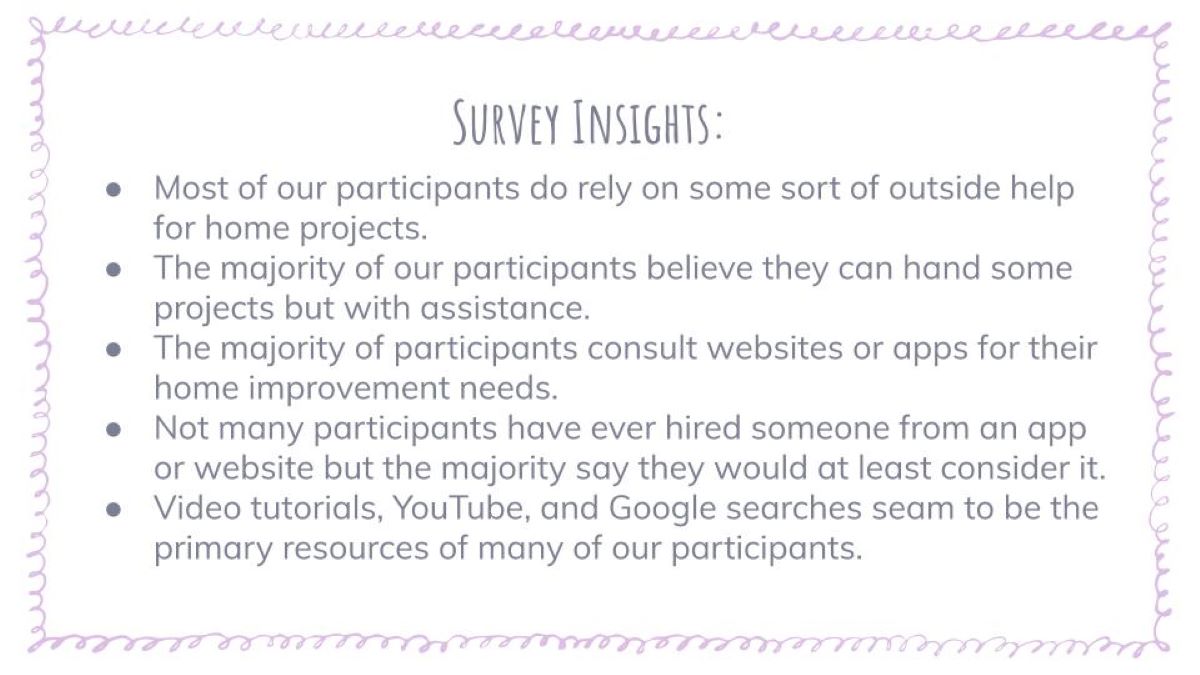 Survey Insights:
● Most of our participants do rely on some sort of outside help
for home projects.
● The majority of our participants believe they can hand some
projects but with assistance.
● The majority of participants consult websites or apps for their
home improvement needs.
● Not many participants have ever hired someone from an app
or website but the majority say they would at least consider it.
● Video tutorials, YouTube, and Google searches seam to be the
primary resources of many of our participants.